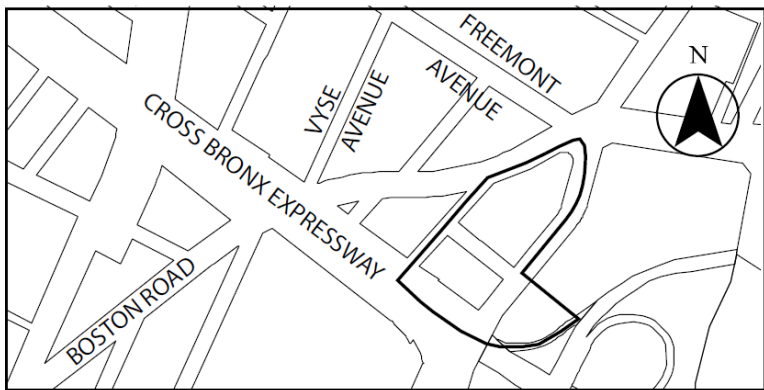 FREEMONT
AVENUE
N
VYSE
AVENUE
CROSS BRONX EXPRESSWAY
BOSTON ROAD